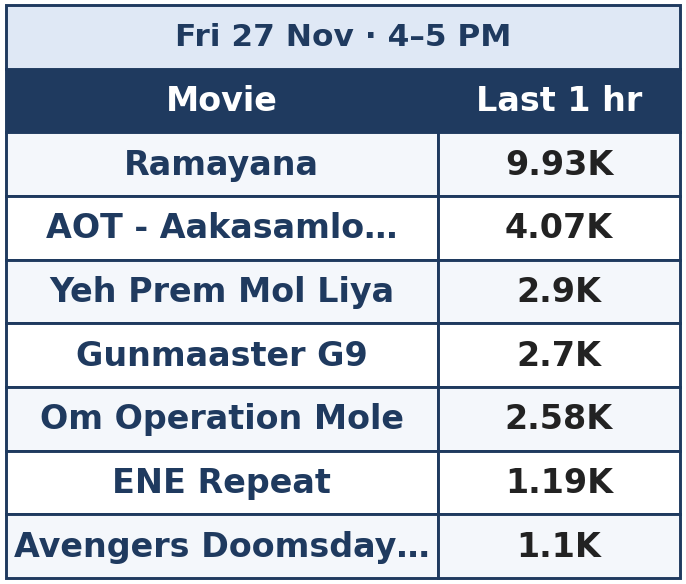 Fri 27 Nov · 4–5 PM
Movie Last 1 hr
Ramayana 9.93K
AOT - Aakasamlo... 4.07K
Yeh Prem Mol Liya 2.9K
Gunmaaster G9 2.7K
Om Operation Mole 2.58K
ENE Repeat 1.19K
Avengers Doomsday... 1.1K